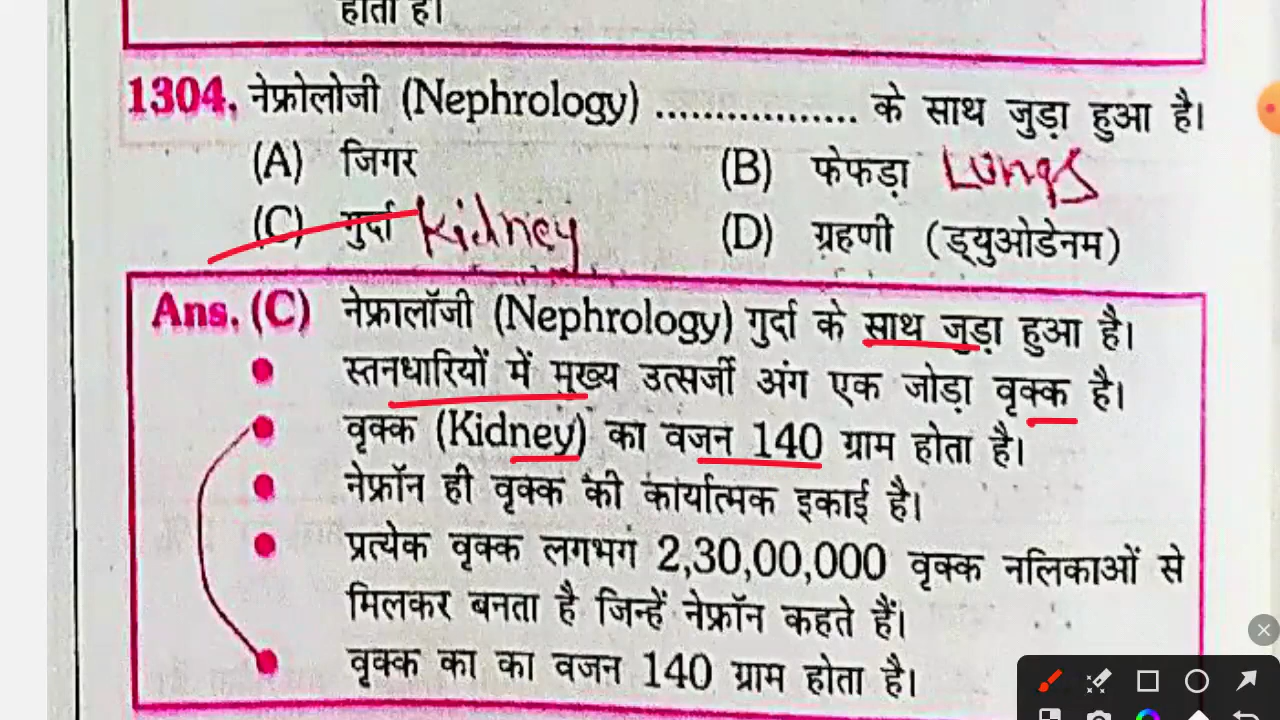 होता है।
1304. नेफ्रोलोजी (Nephrology) ................. के साथ जुड़ा हुआ है।
(A) जिगर (B) फेफड़ा Lungs
(C) गुर्दा Kidney (D) ग्रहणी (ड्युओडेनम)
Ans. (C) नेफ्रालॉजी (Nephrology) गुर्दा के साथ जुड़ा हुआ है।
● स्तनधारियों में मुख्य उत्सर्जी अंग एक जोड़ा वृक्क है।
● वृक्क (Kidney) का वजन 140 ग्राम होता है।
● नेफ्रॉन ही वृक्क की कार्यात्मक इकाई है।
● प्रत्येक वृक्क लगभग 2,30,00,000 वृक्क नलिकाओं से
मिलकर बनता है जिन्हें नेफ्रॉन कहते हैं।
● वृक्क का का वजन 140 ग्राम होता है।